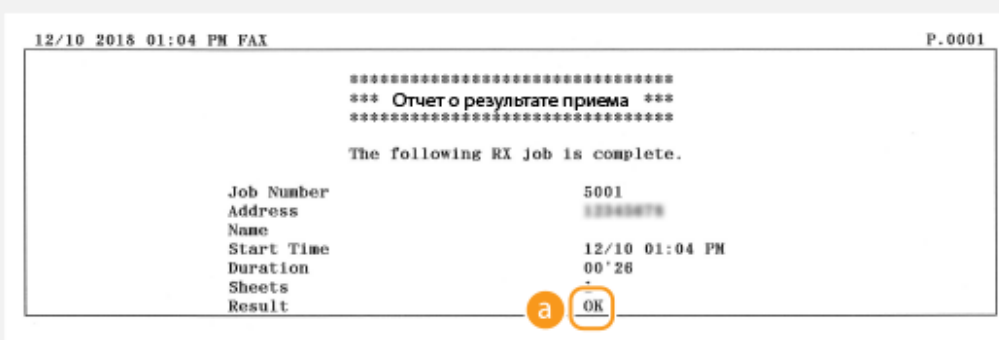 12/10 2018 01:04 PM FAX P.0001
********************************
*** Отчет о результате приема ***
********************************
The following RX job is complete.
Job Number 5001
Address
Name
Start Time 12/10 01:04 PM
Duration 00'26
Sheets
Result a OK